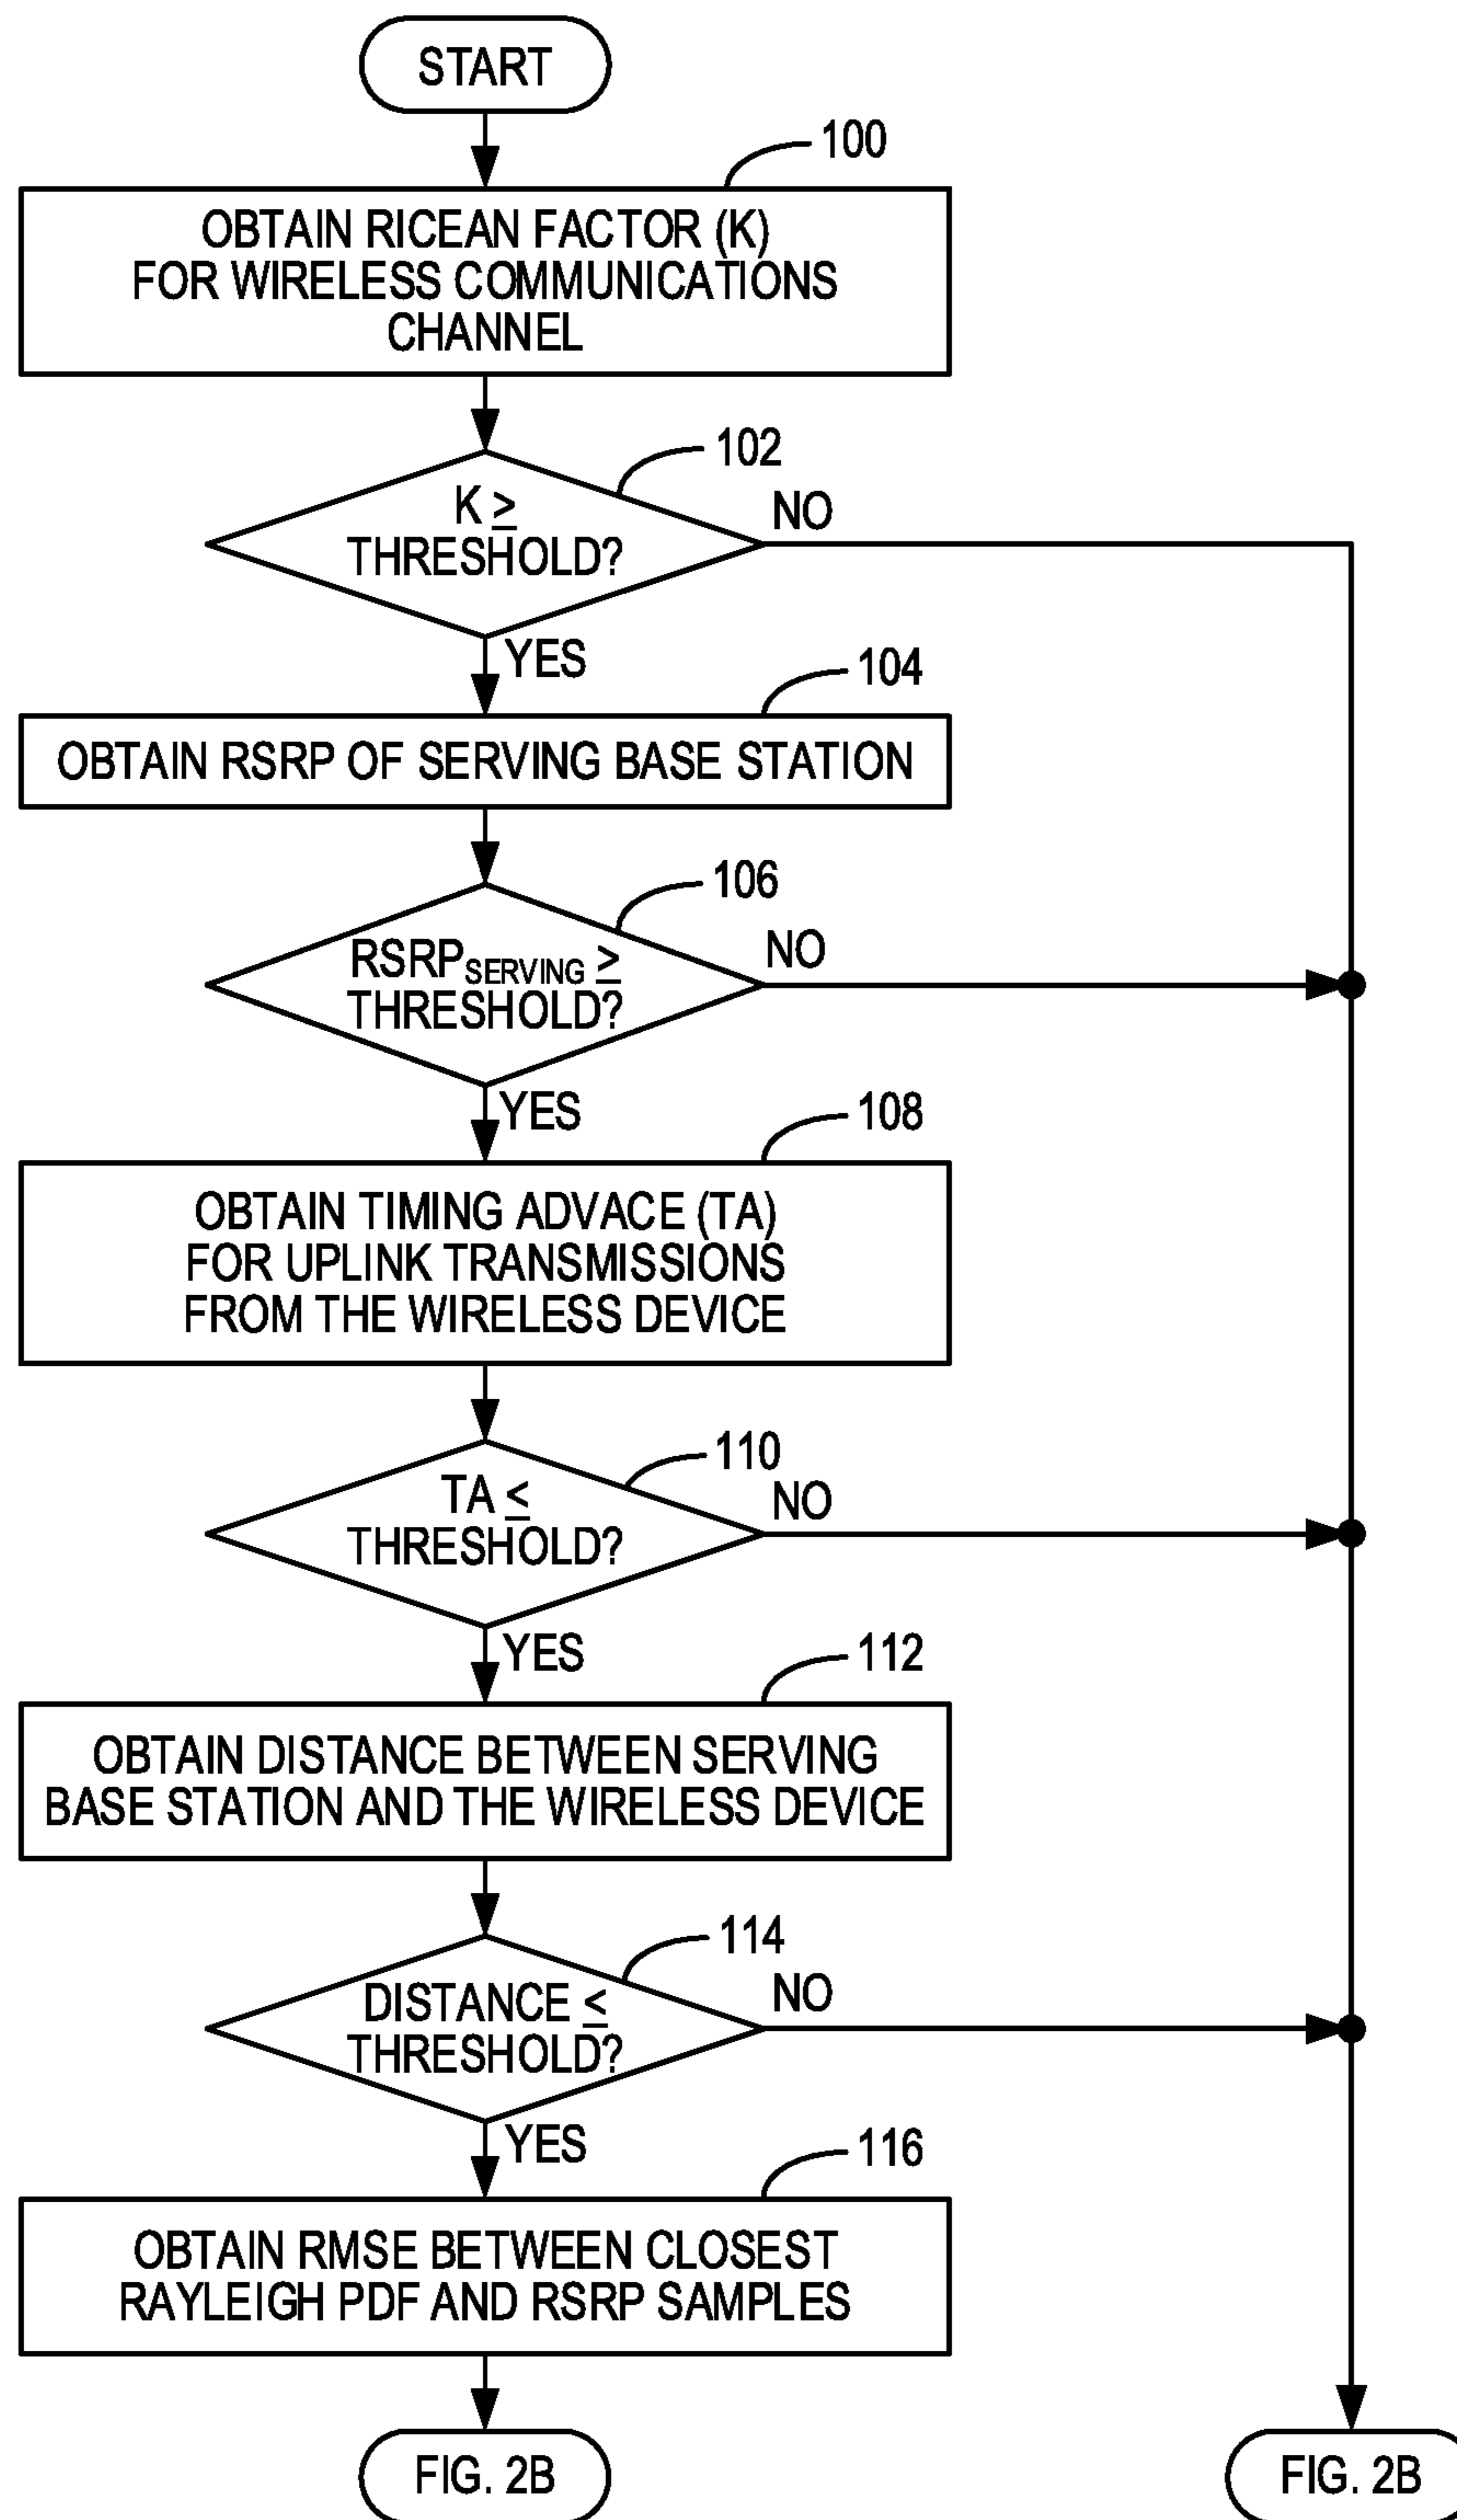 START
100
OBTAIN RICEAN FACTOR (K)
FOR WIRELESS COMMUNICATIONS
CHANNEL
102
K ≥
THRESHOLD?
NO
YES
104
OBTAIN RSRP OF SERVING BASE STATION
106
RSRPSERVING ≥
THRESHOLD?
NO
YES
108
OBTAIN TIMING ADVACE (TA)
FOR UPLINK TRANSMISSIONS
FROM THE WIRELESS DEVICE
110
TA ≤
THRESHOLD?
NO
YES
112
OBTAIN DISTANCE BETWEEN SERVING
BASE STATION AND THE WIRELESS DEVICE
114
DISTANCE ≤
THRESHOLD?
NO
YES
116
OBTAIN RMSE BETWEEN CLOSEST
RAYLEIGH PDF AND RSRP SAMPLES
FIG. 2B
FIG. 2B